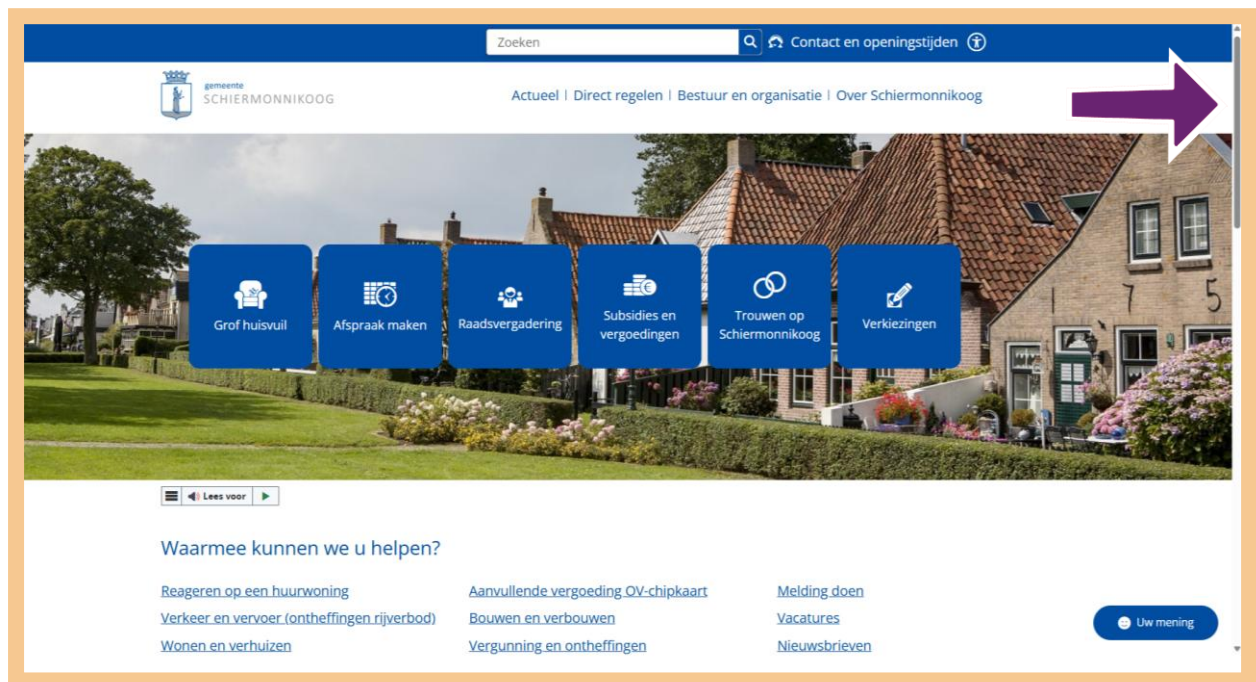 Zoeken
Contact en openingstijden
gemeente
SCHIERMONNIKOOG
Actueel | Direct regelen | Bestuur en organisatie | Over Schiermonnikoog
Grof huisvuil
Afspraak maken
Raadsvergadering
Subsidies en
vergoedingen
Trouwen op
Schiermonnikoog
Verkiezingen
7 5
Lees voor
Waarmee kunnen we u helpen?
Reageren op een huurwoning
Aanvullende vergoeding OV-chipkaart
Melding doen
Verkeer en vervoer (ontheffingen rijverbod)
Bouwen en verbouwen
Vacatures
Wonen en verhuizen
Vergunning en ontheffingen
Nieuwsbrieven
Uw mening